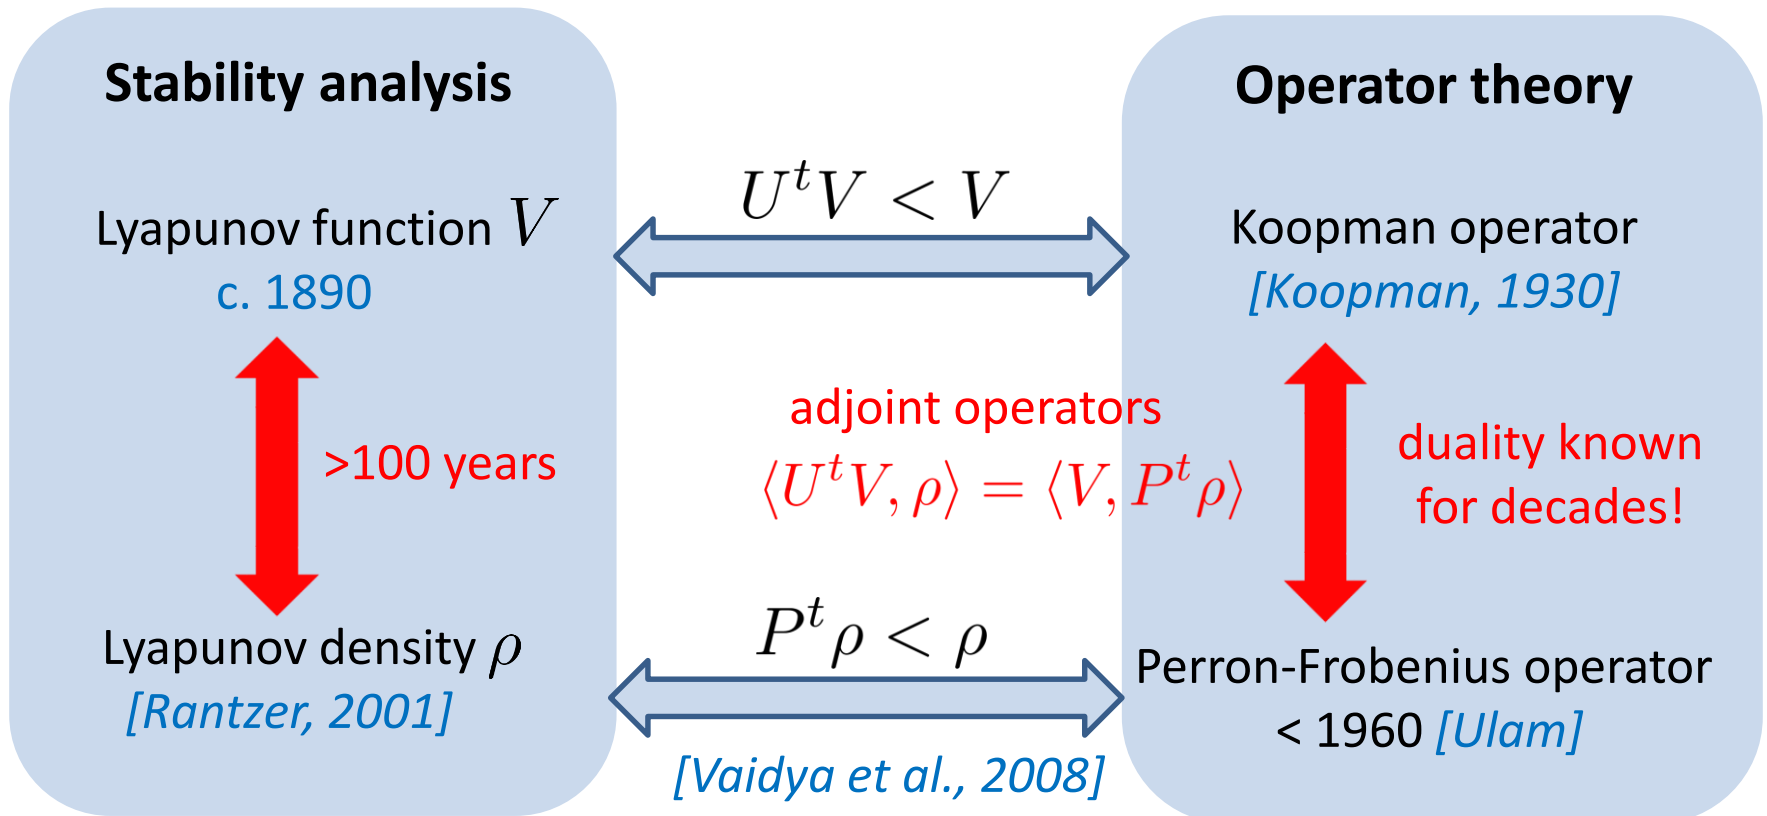 Stability analysis
Lyapunov function V
c. 1890
>100 years
Lyapunov density ρ
[Rantzer, 2001]
U^t V < V
adjoint operators
⟨U^t V, ρ⟩ = ⟨V, P^t ρ⟩
P^t ρ < ρ
[Vaidya et al., 2008]
Operator theory
Koopman operator
[Koopman, 1930]
duality known
for decades!
Perron-Frobenius operator
< 1960 [Ulam]